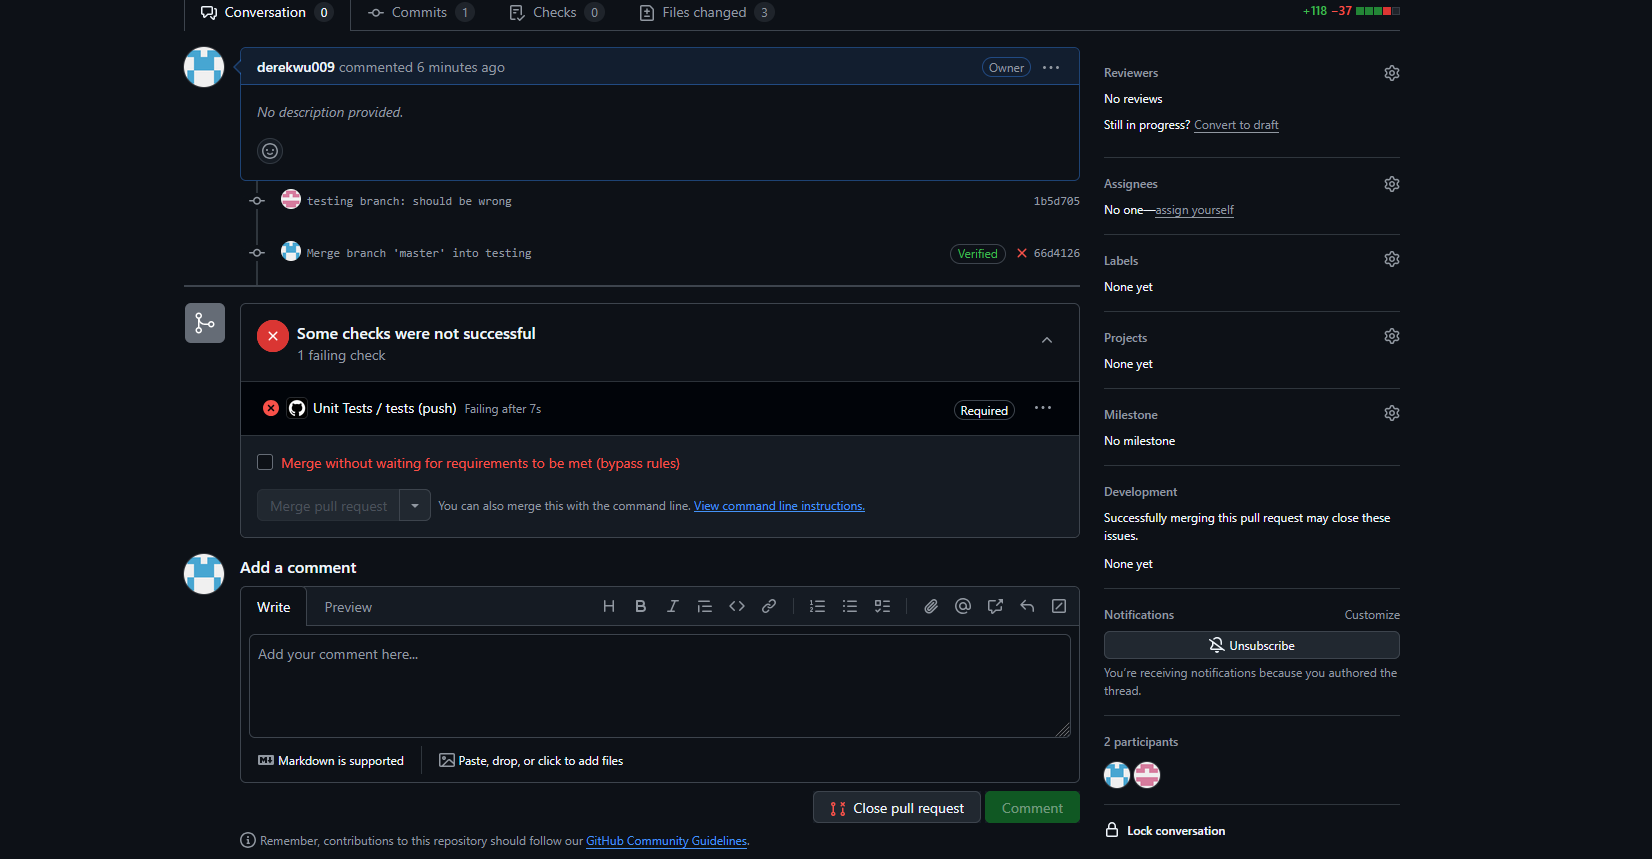 Conversation 0 Commits 1 Checks 0 Files changed 3 +118 −37
derekwu009 commented 6 minutes ago Owner
No description provided.
testing branch: should be wrong 1b5d705
Merge branch 'master' into testing Verified 66d4126
Some checks were not successful
1 failing check
Unit Tests / tests (push) Failing after 7s Required
Merge without waiting for requirements to be met (bypass rules)
Merge pull request You can also merge this with the command line. View command line instructions.
Add a comment
Write Preview
Add your comment here...
Markdown is supported Paste, drop, or click to add files
Close pull request Comment
Remember, contributions to this repository should follow our GitHub Community Guidelines.
Reviewers
No reviews
Still in progress? Convert to draft
Assignees
No one—assign yourself
Labels
None yet
Projects
None yet
Milestone
No milestone
Development
Successfully merging this pull request may close these
issues.
None yet
Notifications Customize
Unsubscribe
You're receiving notifications because you authored the
thread.
2 participants
Lock conversation